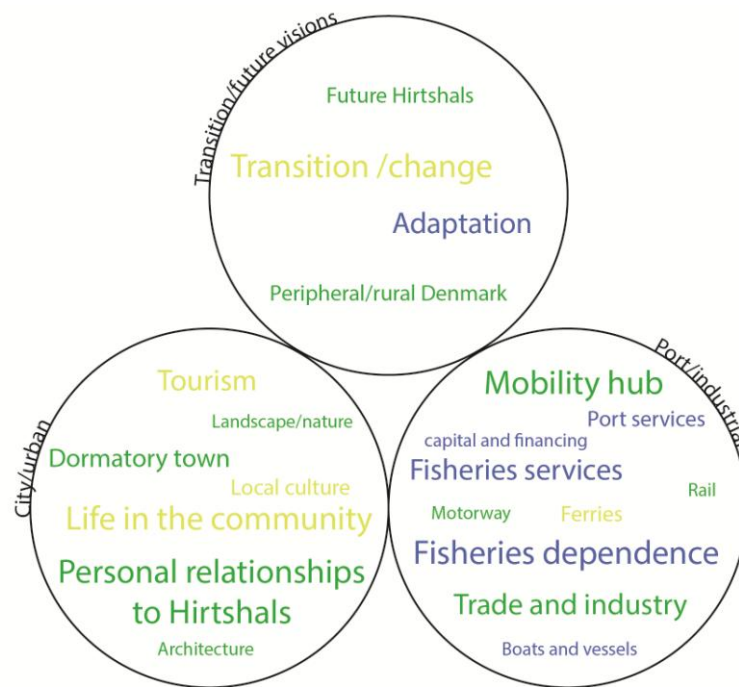 Transition/future visions
Future Hirtshals
Transition /change
Adaptation
Peripheral/rural Denmark
City/urban
Tourism
Landscape/nature
Dormatory town
Local culture
Life in the community
Personal relationships
to Hirtshals
Architecture
Port/industrial
Mobility hub
Port services
capital and financing
Fisheries services
Rail
Motorway
Ferries
Fisheries dependence
Trade and industry
Boats and vessels